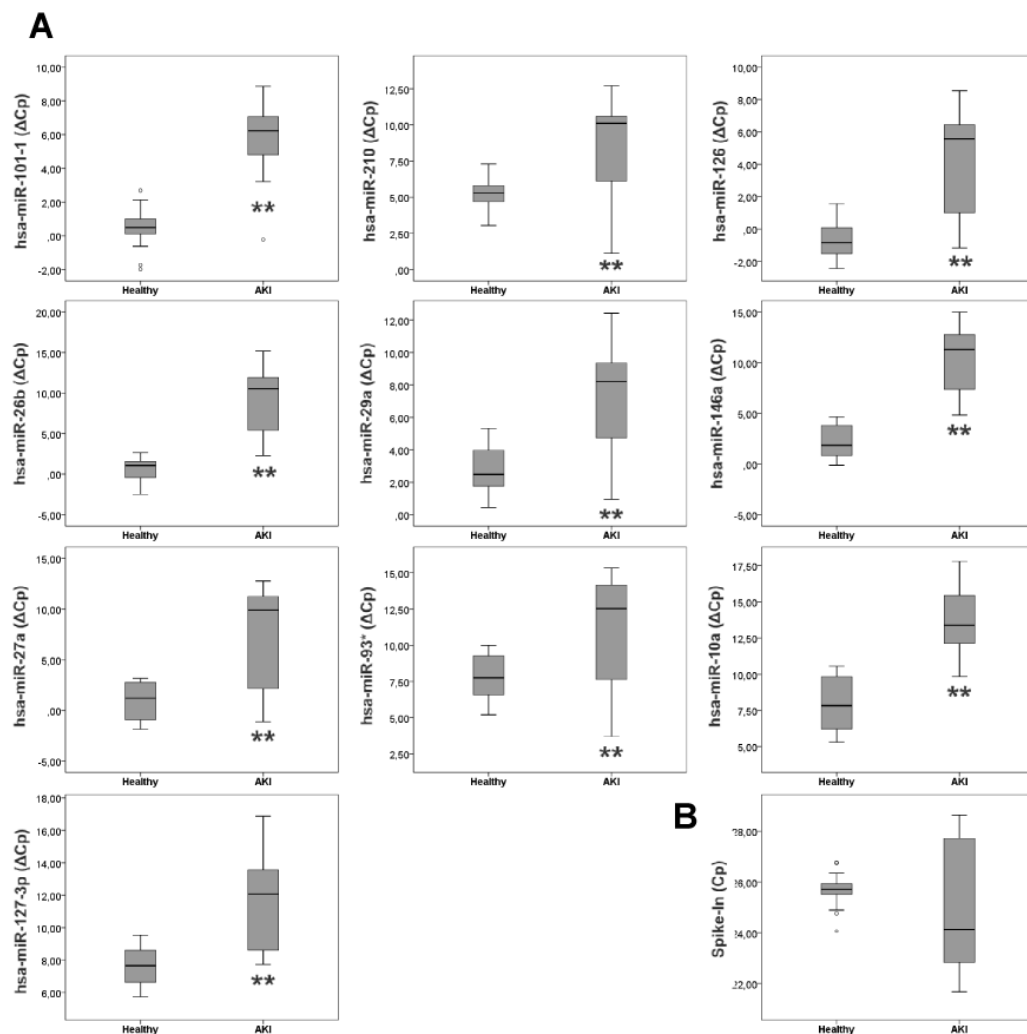 A
hsa-miR-101-1 (ΔCp)
10,00
8,00
6,00
4,00
2,00
,00
-2,00
**
Healthy
AKI
hsa-miR-210 (ΔCp)
12,50
10,00
7,50
5,00
2,50
,00
**
Healthy
AKI
hsa-miR-126 (ΔCp)
10,00
8,00
6,00
4,00
2,00
,00
-2,00
**
Healthy
AKI
hsa-miR-26b (ΔCp)
20,00
15,00
10,00
5,00
,00
-5,00
**
Healthy
AKI
hsa-miR-29a (ΔCp)
12,00
10,00
8,00
6,00
4,00
2,00
,00
**
Healthy
AKI
hsa-miR-146a (ΔCp)
15,00
10,00
5,00
,00
-5,00
**
Healthy
AKI
hsa-miR-27a (ΔCp)
15,00
10,00
5,00
,00
-5,00
**
Healthy
AKI
hsa-miR-93* (ΔCp)
15,00
12,50
10,00
7,50
5,00
2,50
**
Healthy
AKI
hsa-miR-10a (ΔCp)
17,50
15,00
12,50
10,00
7,50
5,00
**
Healthy
AKI
hsa-miR-127-3p (ΔCp)
18,00
16,00
14,00
12,00
10,00
8,00
6,00
**
Healthy
AKI
B
Spike-In (Cp)
28,00
26,00
24,00
22,00
Healthy
AKI